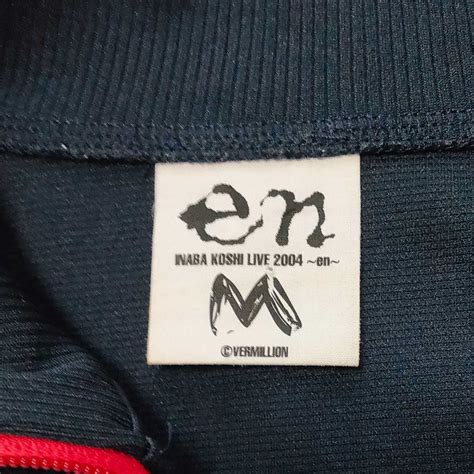 en
INABA KOSHI LIVE 2004 ~en~
M
©VERMILLION